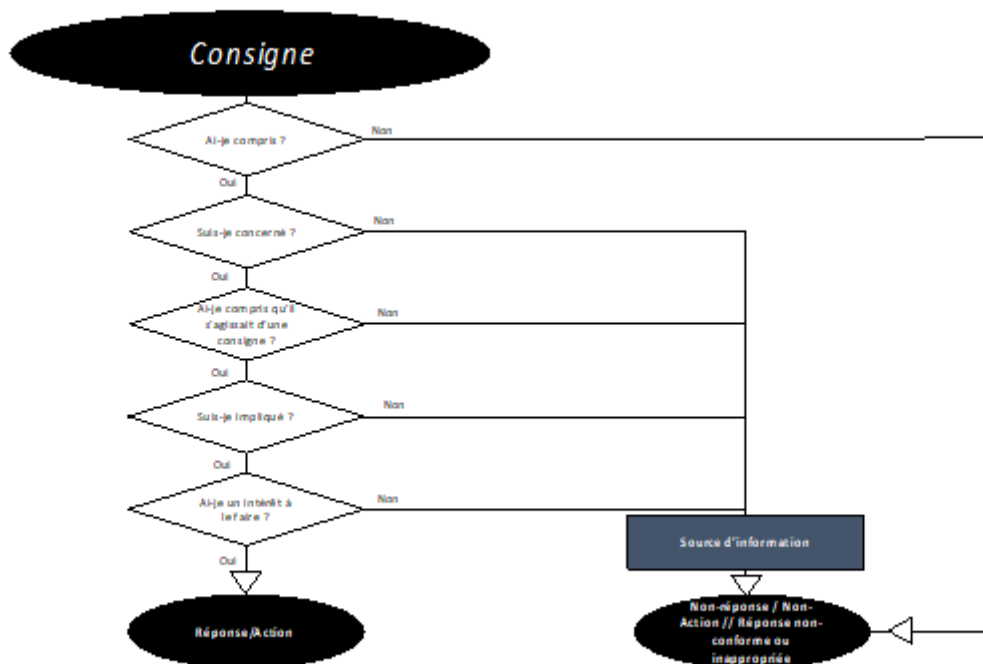 Consigne
Ai-je compris ?
Non
Oui
Suis-je concerné ?
Non
Oui
Ai-je compris qu'il
s'agissait d'une
consigne ?
Non
Oui
Suis-je impliqué ?
Non
Oui
Ai-je un intérêt à
le faire ?
Non
Oui
Source d'information
Réponse/Action
Non-réponse / Non-
Action // Réponse non-
conforme ou
inappropriée